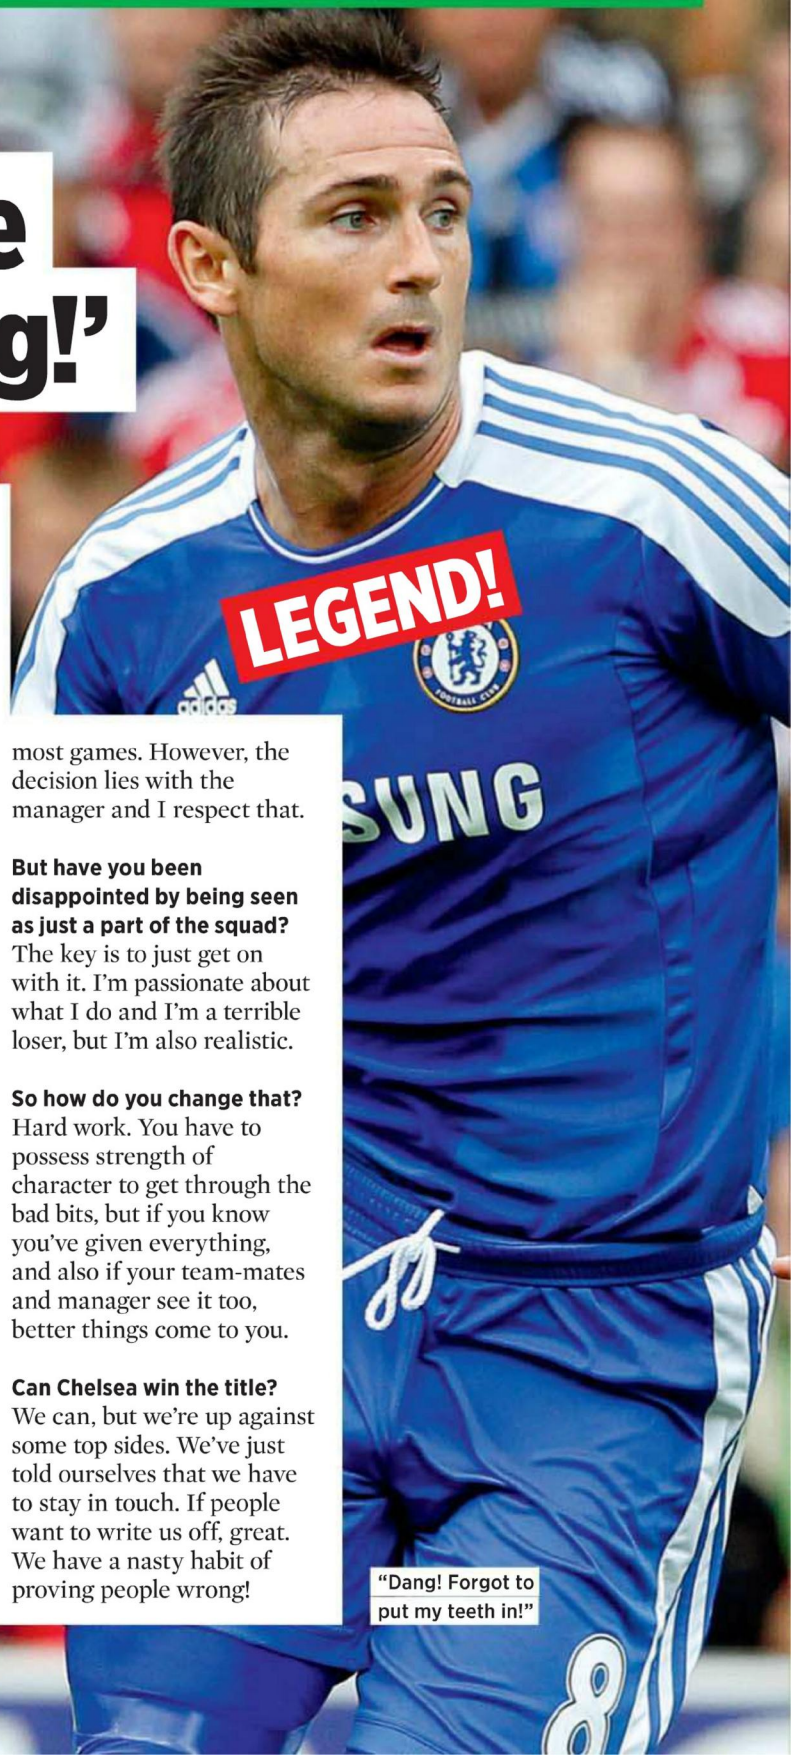 e
g!’
LEGEND!
adidas
FOOTBALL CLUB
SUNG
most games. However, the
decision lies with the
manager and I respect that.
But have you been
disappointed by being seen
as just a part of the squad?
The key is to just get on
with it. I’m passionate about
what I do and I’m a terrible
loser, but I’m also realistic.
So how do you change that?
Hard work. You have to
possess strength of
character to get through the
bad bits, but if you know
you’ve given everything,
and also if your team-mates
and manager see it too,
better things come to you.
Can Chelsea win the title?
We can, but we’re up against
some top sides. We’ve just
told ourselves that we have
to stay in touch. If people
want to write us off, great.
We have a nasty habit of
proving people wrong!
“Dang! Forgot to
put my teeth in!”
8